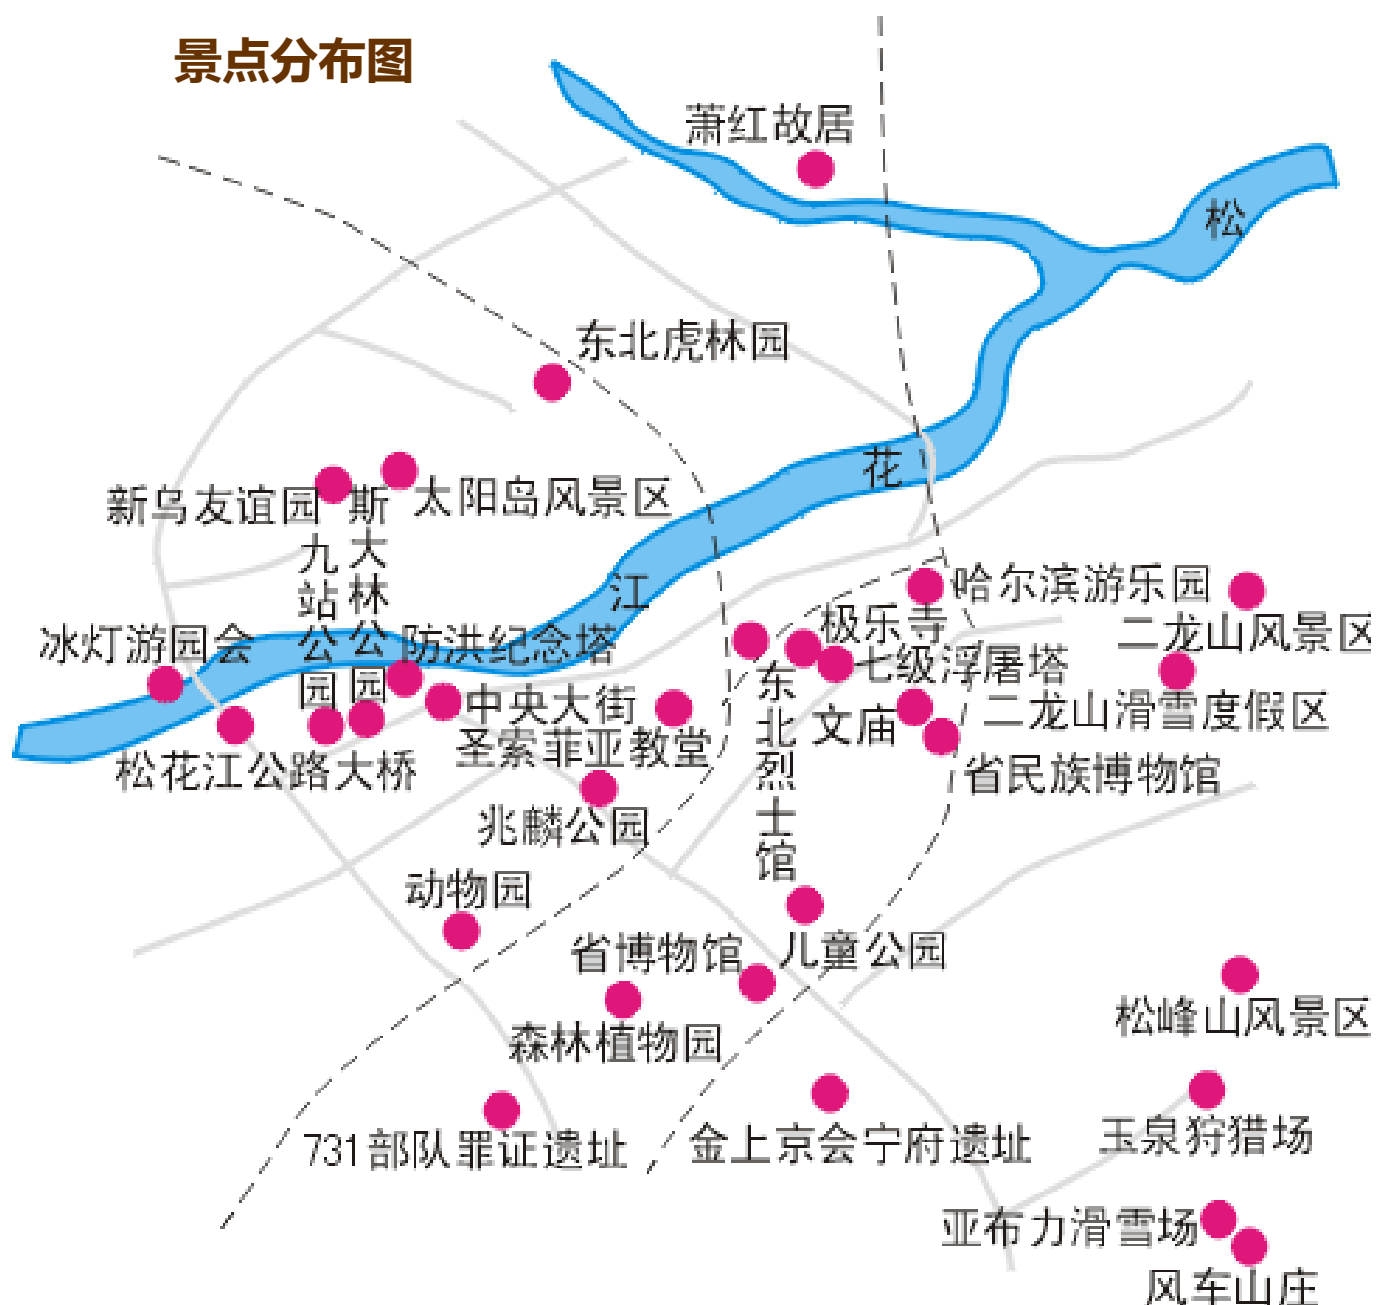 景点分布图
萧红故居
松
东北虎林园
花
新乌友谊园
斯大林公园
太阳岛风景区
九站公园
江
哈尔滨游乐园
二龙山风景区
极乐寺
冰灯游园会
防洪纪念塔
七级浮屠塔
东北烈士馆
中央大街
文庙
二龙山滑雪度假区
圣索菲亚教堂
松花江公路大桥
省民族博物馆
兆麟公园
动物园
省博物馆
儿童公园
松峰山风景区
森林植物园
731部队罪证遗址
金上京会宁府遗址
玉泉狩猎场
亚布力滑雪场
风车山庄